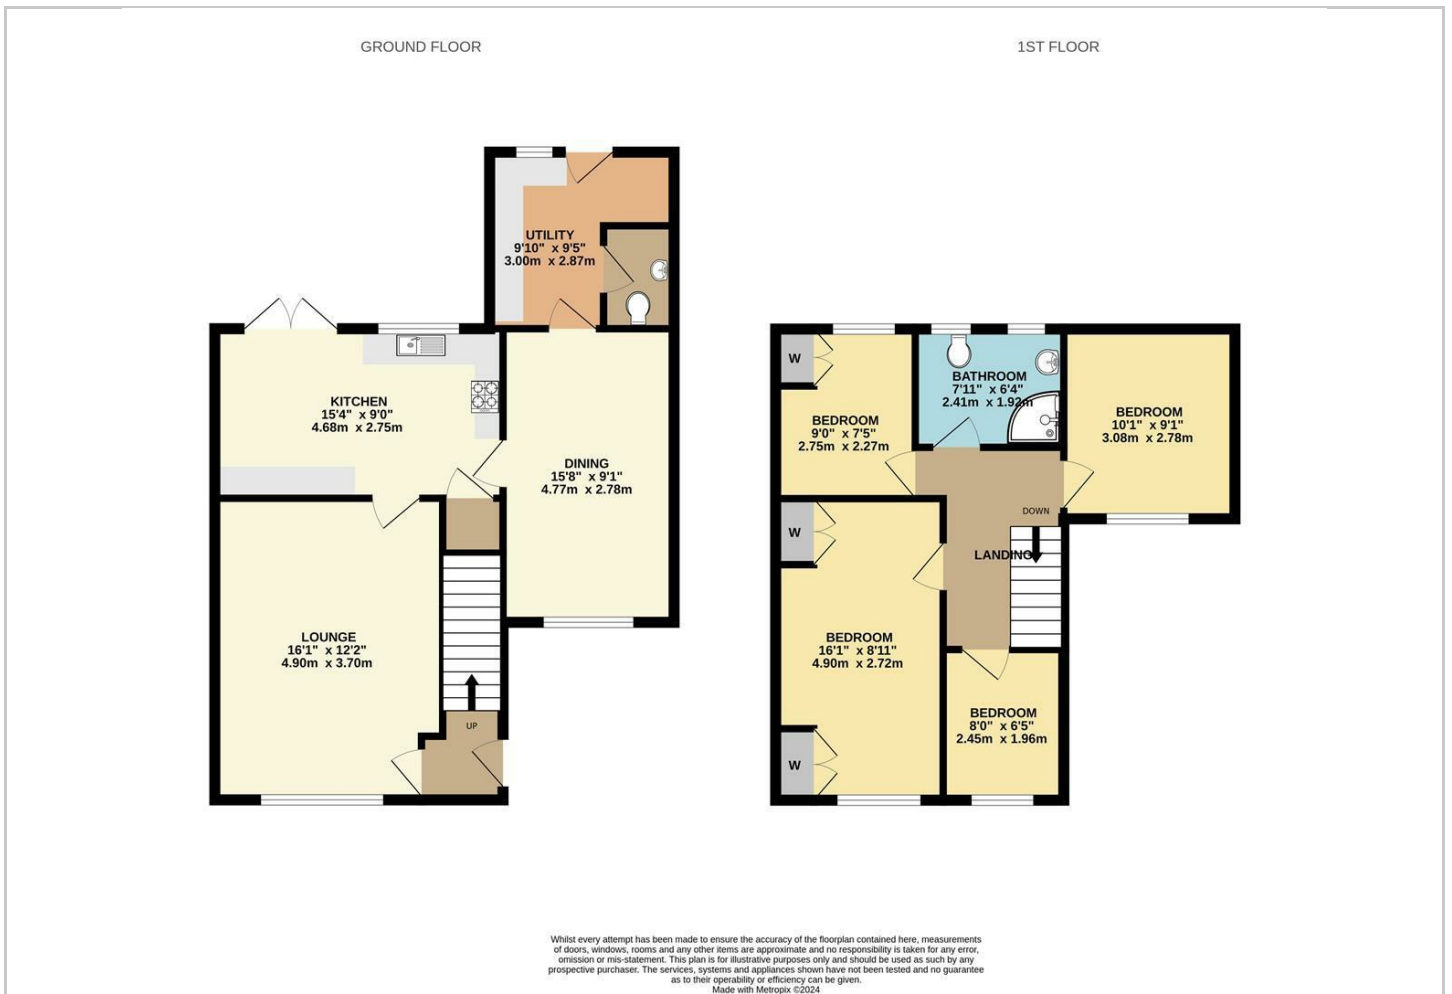 GROUND FLOOR
UTILITY
9'10" x 9'5"
3.00m x 2.87m
KITCHEN
15'4" x 9'0"
4.68m x 2.75m
DINING
15'8" x 9'1"
4.77m x 2.78m
LOUNGE
16'1" x 12'2"
4.90m x 3.70m
UP
1ST FLOOR
W
BEDROOM
9'0" x 7'5"
2.75m x 2.27m
BATHROOM
7'11" x 6'4"
2.41m x 1.92m
BEDROOM
10'1" x 9'1"
3.08m x 2.78m
DOWN
LANDING
W
BEDROOM
16'1" x 8'11"
4.90m x 2.72m
W
BEDROOM
8'0" x 6'5"
2.45m x 1.96m
Whilst every attempt has been made to ensure the accuracy of the floorplan contained here, measurements
of doors, windows, rooms and any other items are approximate and no responsibility is taken for any error,
omission or mis-statement. This plan is for illustrative purposes only and should be used as such by any
prospective purchaser. The services, systems and appliances shown have not been tested and no guarantee
as to their operability or efficiency can be given.
Made with Metropix ©2024